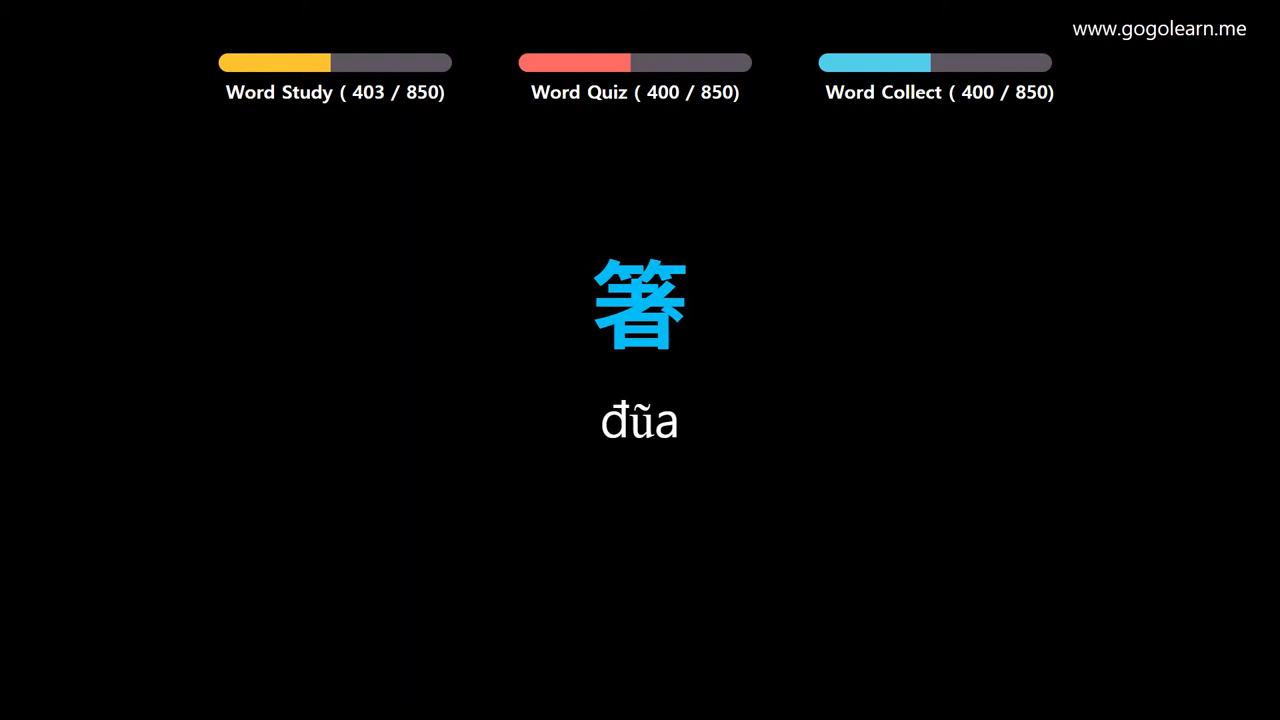 www.gogolearn.me
Word Study ( 403 / 850)
Word Quiz ( 400 / 850)
Word Collect ( 400 / 850)
箸
đũa